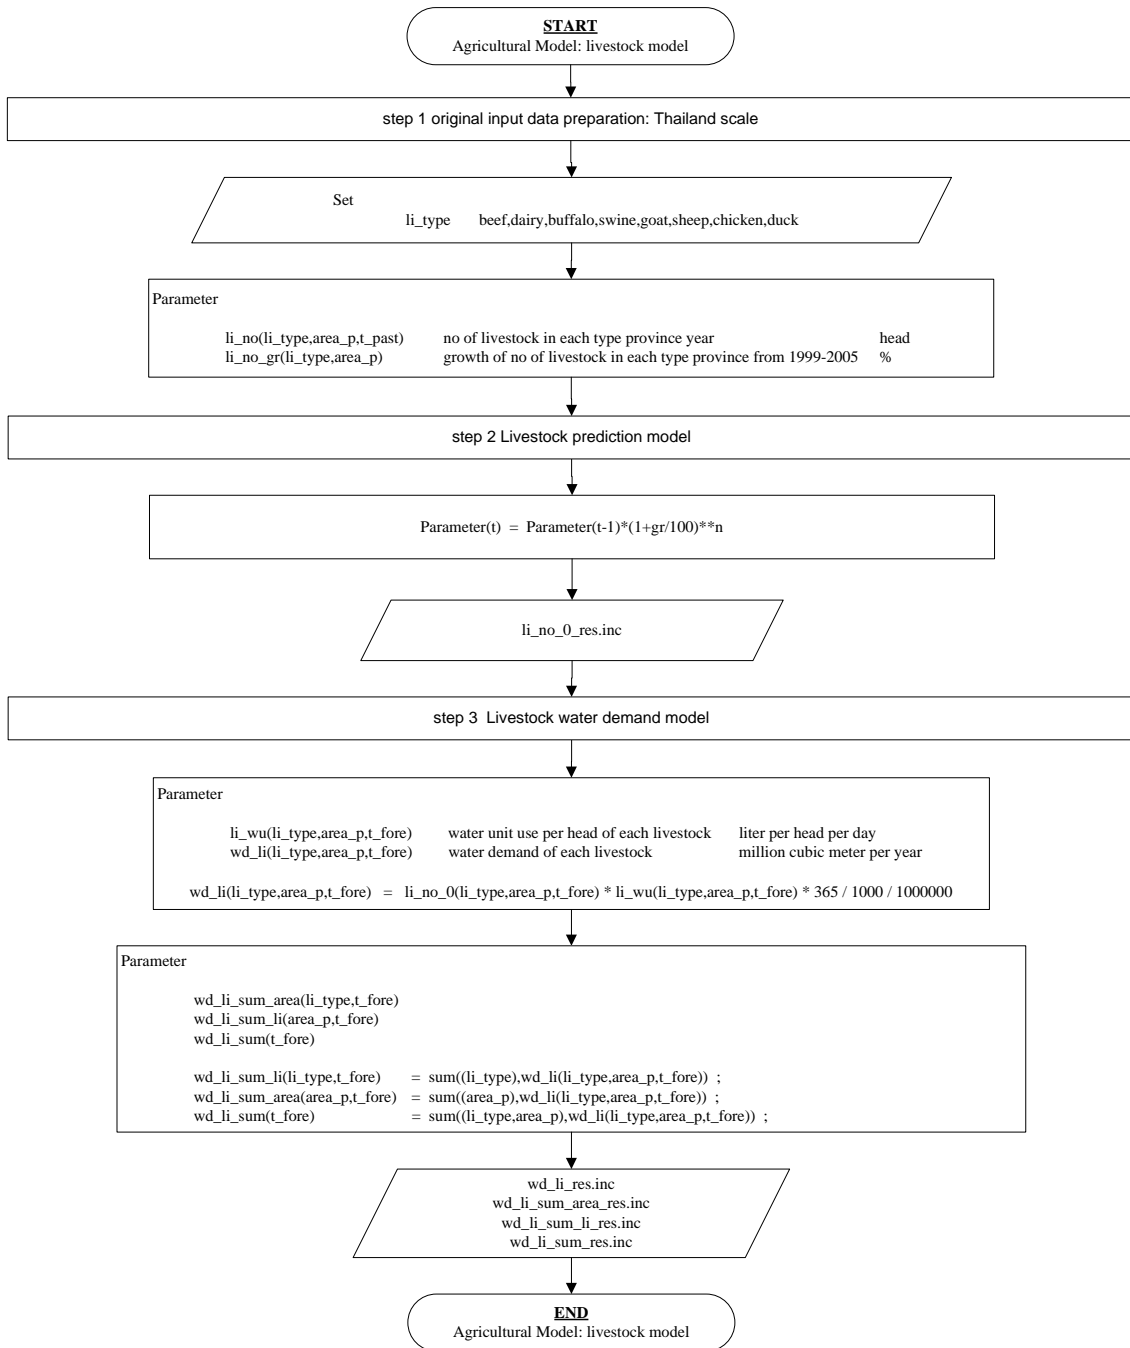 START
Agricultural Model: livestock model
step 1 original input data preparation: Thailand scale
Set
li_type beef,dairy,buffalo,swine,goat,sheep,chicken,duck
Parameter
li_no(li_type,area_p,t_past) no of livestock in each type province year head
li_no_gr(li_type,area_p) growth of no of livestock in each type province from 1999-2005 %
step 2 Livestock prediction model
Parameter(t) = Parameter(t-1)*(1+gr/100)**n
li_no_0_res.inc
step 3 Livestock water demand model
Parameter
li_wu(li_type,area_p,t_fore) water unit use per head of each livestock liter per head per day
wd_li(li_type,area_p,t_fore) water demand of each livestock million cubic meter per year
wd_li(li_type,area_p,t_fore) = li_no_0(li_type,area_p,t_fore) * li_wu(li_type,area_p,t_fore) * 365 / 1000 / 1000000
Parameter
wd_li_sum_area(li_type,t_fore)
wd_li_sum_li(area_p,t_fore)
wd_li_sum(t_fore)
wd_li_sum_li(li_type,t_fore) = sum((li_type),wd_li(li_type,area_p,t_fore)) ;
wd_li_sum_area(area_p,t_fore) = sum((area_p),wd_li(li_type,area_p,t_fore)) ;
wd_li_sum(t_fore) = sum((li_type,area_p),wd_li(li_type,area_p,t_fore)) ;
wd_li_res.inc
wd_li_sum_area_res.inc
wd_li_sum_li_res.inc
wd_li_sum_res.inc
END
Agricultural Model: livestock model